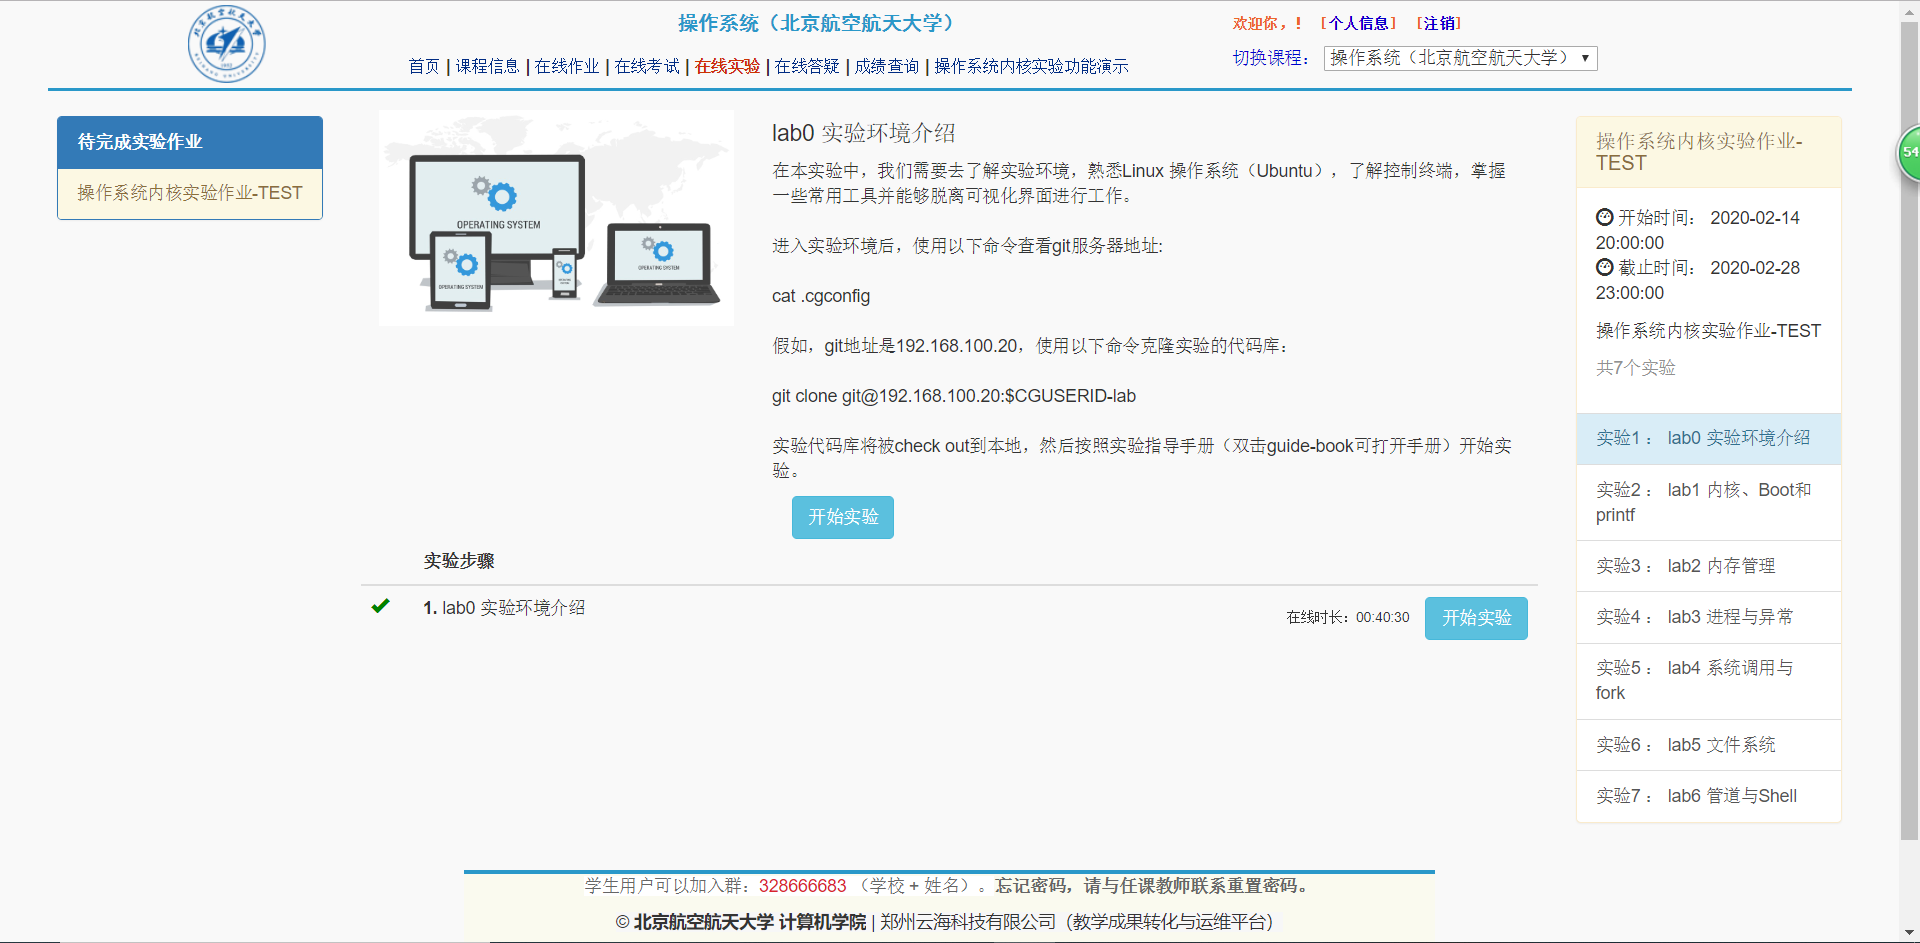 操作系统（北京航空航天大学）
欢迎你，！ [个人信息] [注销]
首页 | 课程信息 | 在线作业 | 在线考试 | 在线实验 | 在线答疑 | 成绩查询 | 操作系统内核实验功能演示
切换课程： 操作系统（北京航空航天大学）
待完成实验作业
操作系统内核实验作业-TEST
OPERATING SYSTEM
OPERATING SYSTEM
OPERATING SYSTEM
lab0 实验环境介绍
在本实验中，我们需要去了解实验环境，熟悉Linux 操作系统（Ubuntu），了解控制终端，掌握
一些常用工具并能够脱离可视化界面进行工作。
进入实验环境后，使用以下命令查看git服务器地址:
cat .cgconfig
假如，git地址是192.168.100.20，使用以下命令克隆实验的代码库：
git clone git@192.168.100.20:$CGUSERID-lab
实验代码库将被check out到本地，然后按照实验指导手册（双击guide-book可打开手册）开始实
验。
开始实验
实验步骤
1. lab0 实验环境介绍
在线时长：00:40:30
开始实验
操作系统内核实验作业-
TEST
开始时间： 2020-02-14
20:00:00
截止时间： 2020-02-28
23:00:00
操作系统内核实验作业-TEST
共7个实验
实验1： lab0 实验环境介绍
实验2： lab1 内核、Boot和
printf
实验3： lab2 内存管理
实验4： lab3 进程与异常
实验5： lab4 系统调用与
fork
实验6： lab5 文件系统
实验7： lab6 管道与Shell
54
学生用户可以加入群：328666683 （学校 + 姓名）。忘记密码，请与任课教师联系重置密码。
© 北京航空航天大学 计算机学院 | 郑州云海科技有限公司（教学成果转化与运维平台）